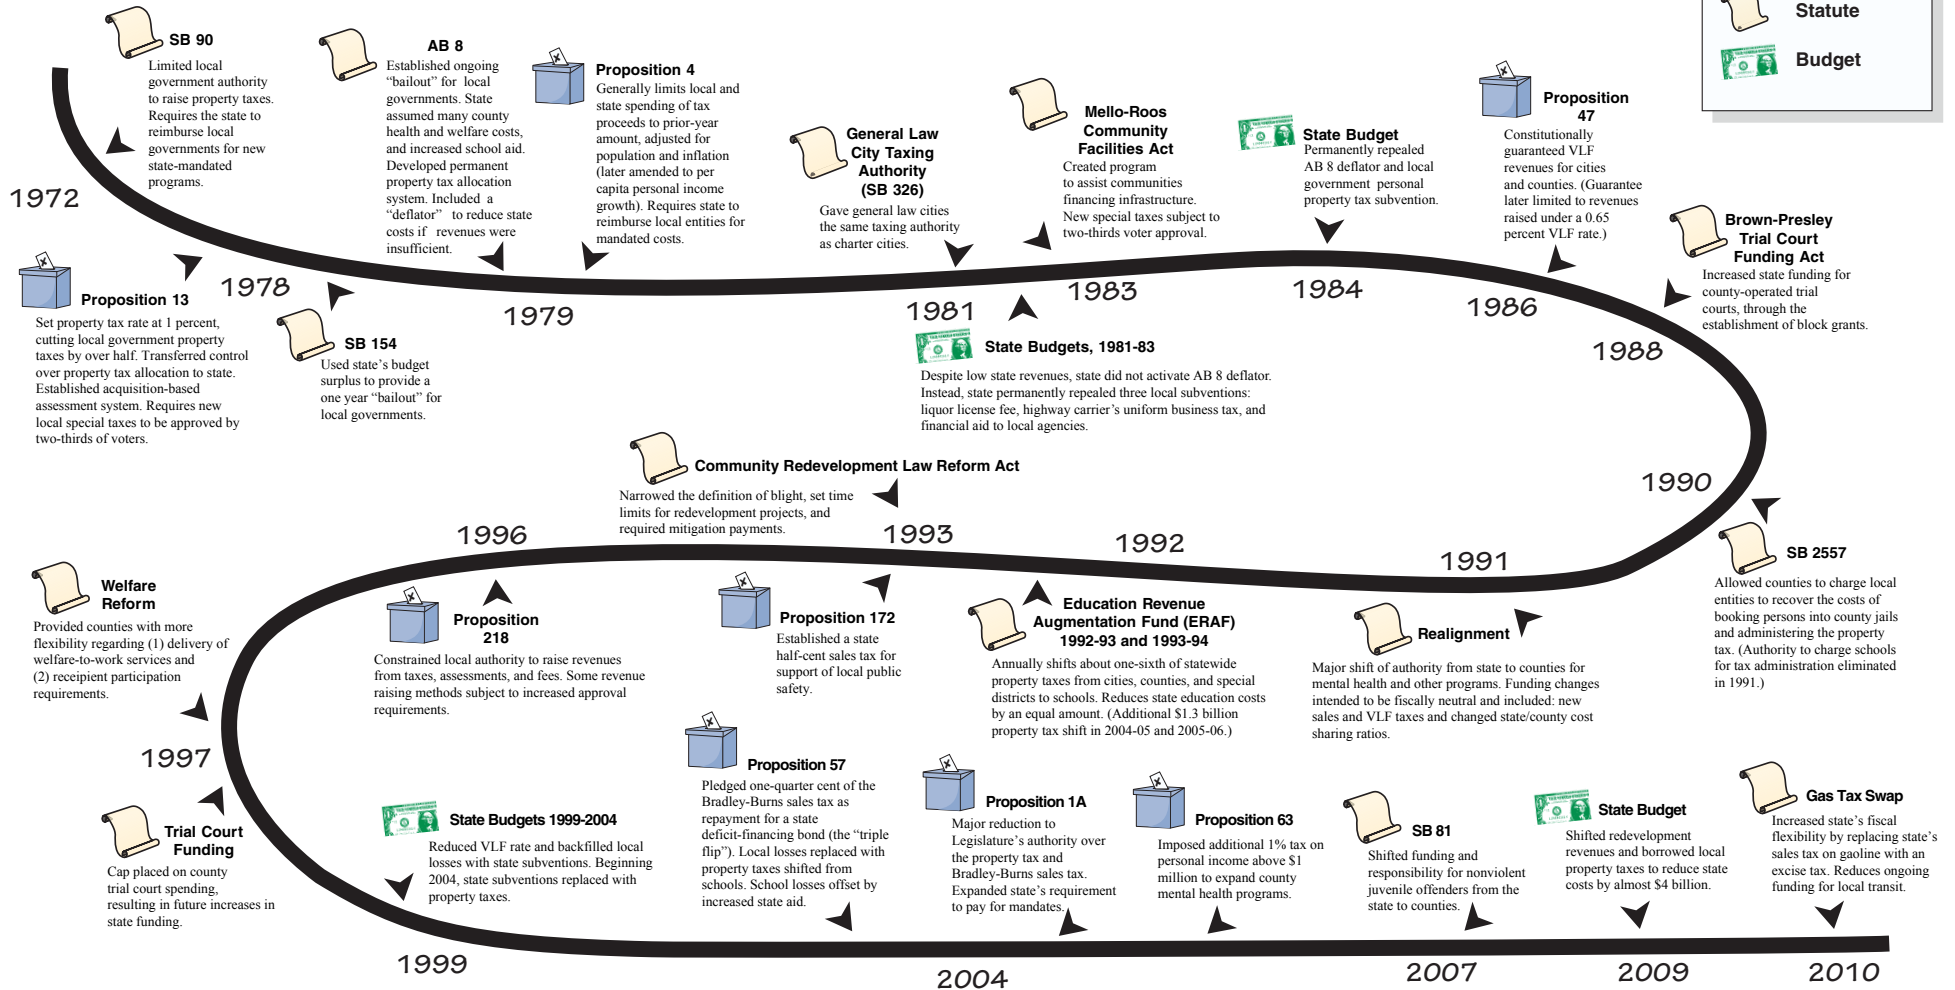 Statute
Budget
SB 90
Limited local
government authority
to raise property taxes.
Requires the state to
reimburse local
governments for new
state-mandated
programs.
1972
Proposition 13
Set property tax rate at 1 percent,
cutting local government property
taxes by over half. Transferred control
over property tax allocation to state.
Established acquisition-based
assessment system. Requires new
local special taxes to be approved by
two-thirds of voters.
1978
SB 154
Used state’s budget
surplus to provide a
one year “bailout” for
local governments.
AB 8
Established ongoing
“bailout” for local
governments. State
assumed many county
health and welfare costs,
and increased school aid.
Developed permanent
property tax allocation
system. Included a
“deflator” to reduce state
costs if revenues were
insufficient.
1979
Proposition 4
Generally limits local and
state spending of tax
proceeds to prior-year
amount, adjusted for
population and inflation
(later amended to per
capita personal income
growth). Requires state to
reimburse local entities for
mandated costs.
General Law
City Taxing
Authority
(SB 326)
Gave general law cities
the same taxing authority
as charter cities.
1981
State Budgets, 1981-83
Despite low state revenues, state did not activate AB 8 deflator.
Instead, state permanently repealed three local subventions:
liquor license fee, highway carrier’s uniform business tax, and
financial aid to local agencies.
Mello-Roos
Community
Facilities Act
Created program
to assist communities
financing infrastructure.
New special taxes subject to
two-thirds voter approval.
1983
State Budget
Permanently repealed
AB 8 deflator and local
government personal
property tax subvention.
1984
Proposition
47
Constitutionally
guaranteed VLF
revenues for cities
and counties. (Guarantee
later limited to revenues
raised under a 0.65
percent VLF rate.)
1986
Brown-Presley
Trial Court
Funding Act
Increased state funding for
county-operated trial
courts, through the
establishment of block grants.
1988
1990
SB 2557
Allowed counties to charge local
entities to recover the costs of
booking persons into county jails
and administering the property
tax. (Authority to charge schools
for tax administration eliminated
in 1991.)
1991
Realignment
Major shift of authority from state to counties for
mental health and other programs. Funding changes
intended to be fiscally neutral and included: new
sales and VLF taxes and changed state/county cost
sharing ratios.
1992
Education Revenue
Augmentation Fund (ERAF)
1992-93 and 1993-94
Annually shifts about one-sixth of statewide
property taxes from cities, counties, and special
districts to schools. Reduces state education costs
by an equal amount. (Additional $1.3 billion
property tax shift in 2004-05 and 2005-06.)
Community Redevelopment Law Reform Act
Narrowed the definition of blight, set time
limits for redevelopment projects, and
required mitigation payments.
1993
Proposition 172
Established a state
half-cent sales tax for
support of local public
safety.
1996
Proposition
218
Constrained local authority to raise revenues
from taxes, assessments, and fees. Some revenue
raising methods subject to increased approval
requirements.
Welfare
Reform
Provided counties with more
flexibility regarding (1) delivery of
welfare-to-work services and
(2) receipient participation
requirements.
1997
Trial Court
Funding
Cap placed on county
trial court spending,
resulting in future increases in
state funding.
State Budgets 1999-2004
Reduced VLF rate and backfilled local
losses with state subventions. Beginning
2004, state subventions replaced with
property taxes.
1999
Proposition 57
Pledged one-quarter cent of the
Bradley-Burns sales tax as
repayment for a state
deficit-financing bond (the “triple
flip”). Local losses replaced with
property taxes shifted from
schools. School losses offset by
increased state aid.
Proposition 1A
Major reduction to
Legislature’s authority over
the property tax and
Bradley-Burns sales tax.
Expanded state’s requirement
to pay for mandates.
2004
Proposition 63
Imposed additional 1% tax on
personal income above $1
million to expand county
mental health programs.
SB 81
Shifted funding and
responsibility for nonviolent
juvenile offenders from the
state to counties.
2007
State Budget
Shifted redevelopment
revenues and borrowed local
property taxes to reduce state
costs by almost $4 billion.
2009
Gas Tax Swap
Increased state’s fiscal
flexibility by replacing state’s
sales tax on gaoline with an
excise tax. Reduces ongoing
funding for local transit.
2010